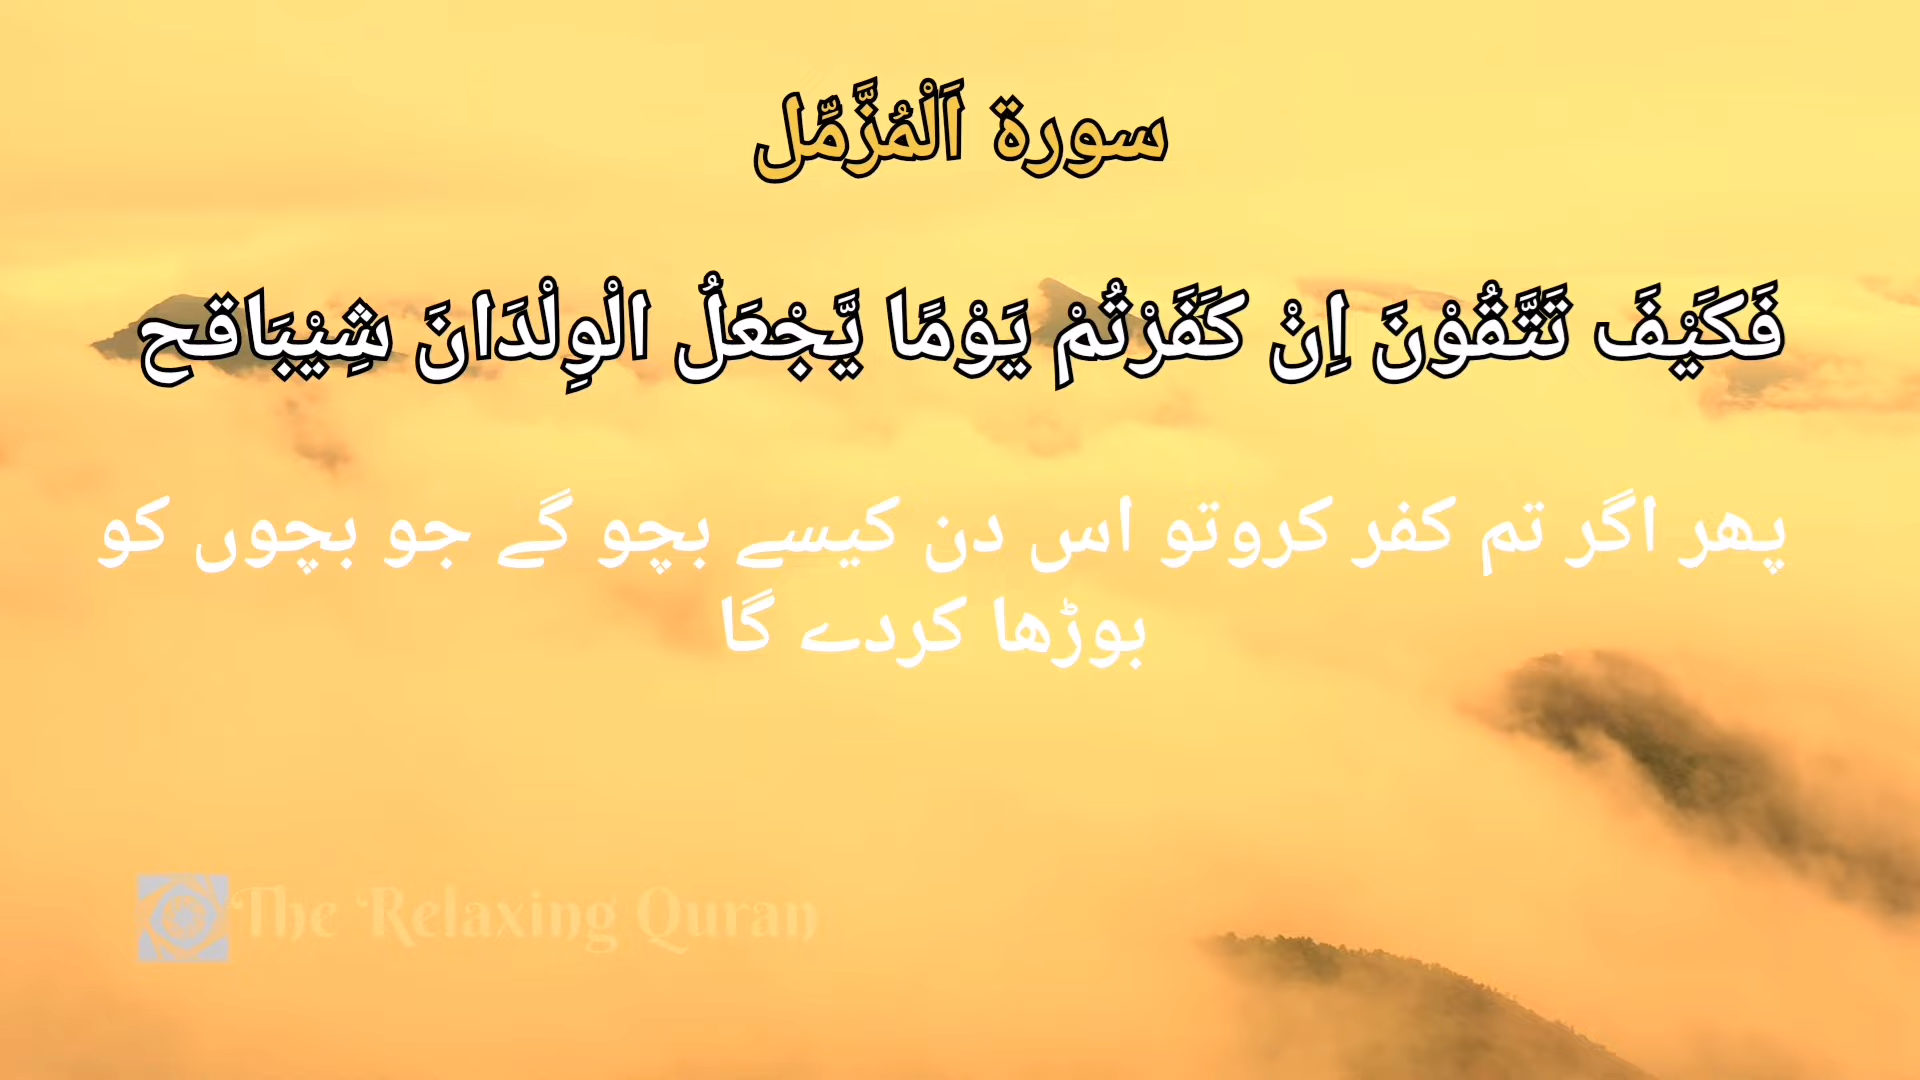 سورة اَلْمُزَّمِّل
فَكَيْفَ تَتَّقُوْنَ اِنْ كَفَرْتُمْ يَوْمًا يَّجْعَلُ الْوِلْدَانَ شِيْبَاقح
پھر اگر تم کفر کروتو اس دن کیسے بچو گے جو بچوں کو
بوڑھا کردے گا
The Relaxing Quran